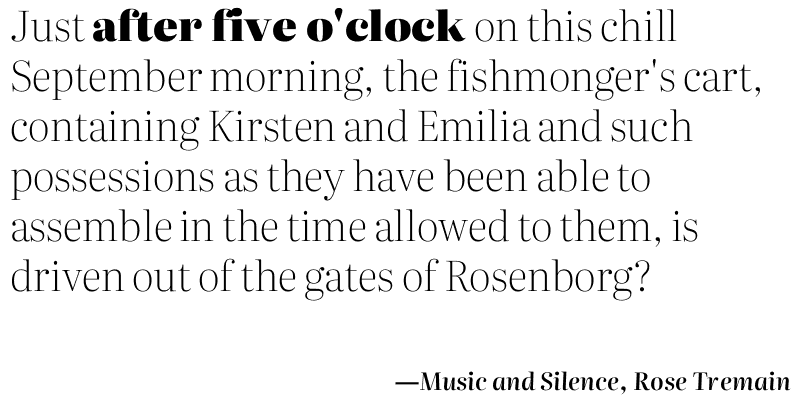 Just after five o'clock on this chill
September morning, the fishmonger's cart,
containing Kirsten and Emilia and such
possessions as they have been able to
assemble in the time allowed to them, is
driven out of the gates of Rosenborg?
—Music and Silence, Rose Tremain